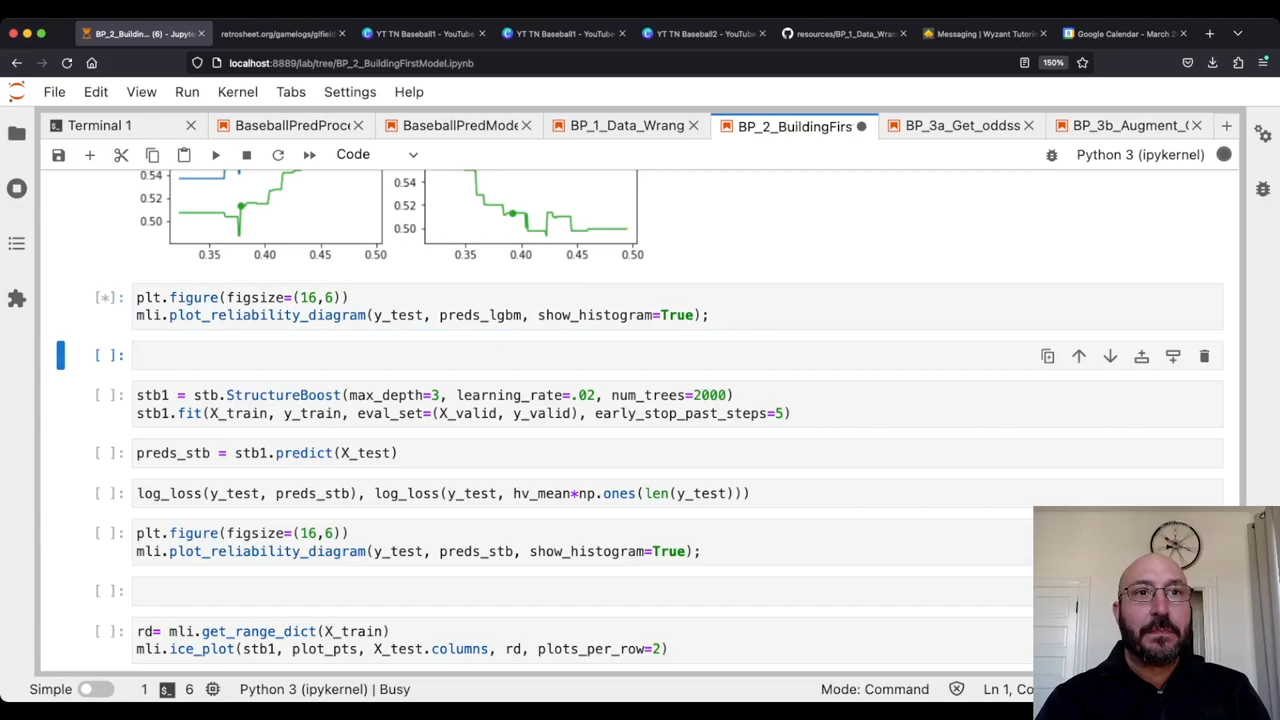 BP_2_Buildin... (6) - Jupyte
retrosheet.org/gamelogs/glfield
YT TN Baseball1 - YouTube
YT TN Baseball1 - YouTube
YT TN Baseball2 - YouTube
resources/BP_1_Data_Wra
Messaging | Wyzant Tutorin
Google Calendar - March 2
localhost:8889/lab/tree/BP_2_BuildingFirstModel.ipynb
150%
File Edit View Run Kernel Tabs Settings Help
Terminal 1
BaseballPredProce
BaseballPredMode
BP_1_Data_Wrang
BP_2_BuildingFirs
BP_3a_Get_oddss
BP_3b_Augment_
Code
Python 3 (ipykernel)
0.54
0.52
0.50
0.35 0.40 0.45 0.50
0.54
0.52
0.50
0.48
0.35 0.40 0.45 0.50
[*]: plt.figure(figsize=(16,6))
mli.plot_reliability_diagram(y_test, preds_lgbm, show_histogram=True);
[ ]:
[ ]: stb1 = stb.StructureBoost(max_depth=3, learning_rate=.02, num_trees=2000)
stb1.fit(X_train, y_train, eval_set=(X_valid, y_valid), early_stop_past_steps=5)
[ ]: preds_stb = stb1.predict(X_test)
[ ]: log_loss(y_test, preds_stb), log_loss(y_test, hv_mean*np.ones(len(y_test)))
[ ]: plt.figure(figsize=(16,6))
mli.plot_reliability_diagram(y_test, preds_stb, show_histogram=True);
[ ]:
[ ]: rd= mli.get_range_dict(X_train)
mli.ice_plot(stb1, plot_pts, X_test.columns, rd, plots_per_row=2)
Simple 1 6 Python 3 (ipykernel) | Busy
Mode: Command
Ln 1, Co